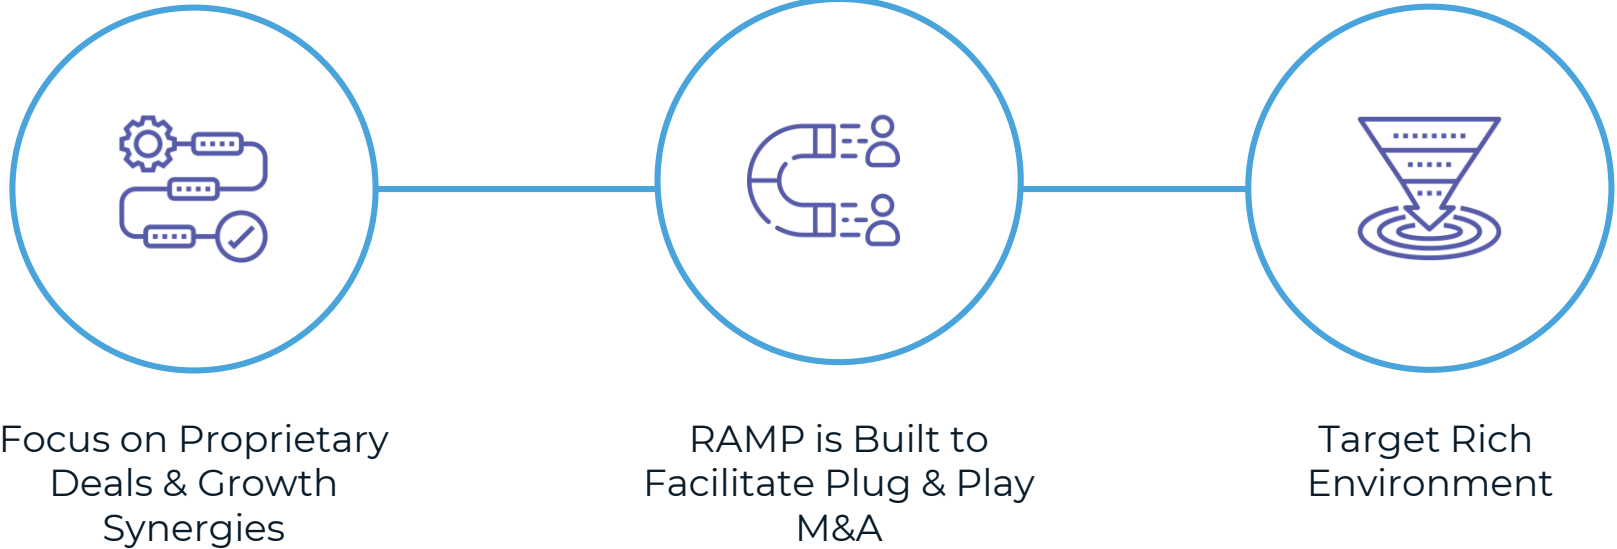 Focus on Proprietary
Deals & Growth
Synergies
RAMP is Built to
Facilitate Plug & Play
M&A
Target Rich
Environment